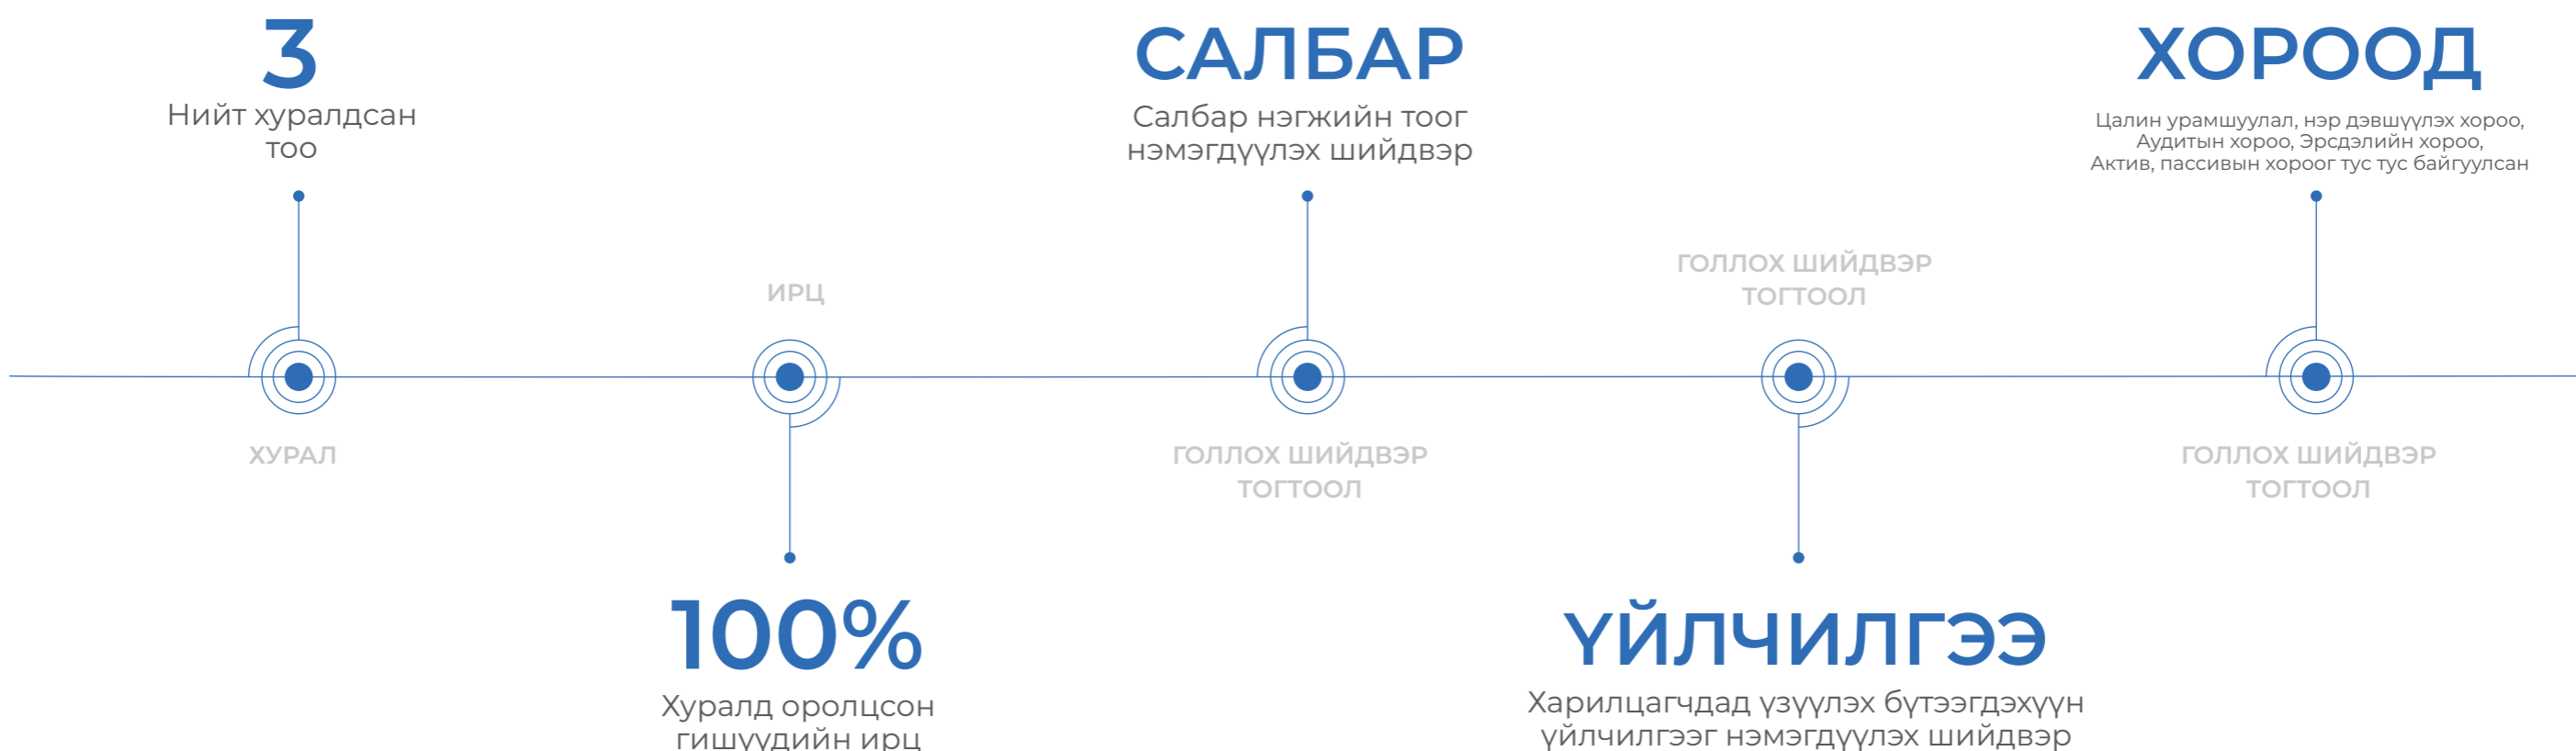 3
Нийт хуралдсан
тоо
ХУРАЛ
ИРЦ
100%
Хуралд оролцсон
гишүүдийн ирц
САЛБАР
Салбар нэгжийн тоог
нэмэгдүүлэх шийдвэр
ГОЛЛОХ ШИЙДВЭР
ТОГТООЛ
ГОЛЛОХ ШИЙДВЭР
ТОГТООЛ
ҮЙЛЧИЛГЭЭ
Харилцагчдад үзүүлэх бүтээгдэхүүн
үйлчилгээг нэмэгдүүлэх шийдвэр
ХОРООД
Цалин урамшуулал, нэр дэвшүүлэх хороо,
Аудитын хороо, Эрсдэлийн хороо,
Актив, пассивын хороог тус тус байгуулсан
ГОЛЛОХ ШИЙДВЭР
ТОГТООЛ